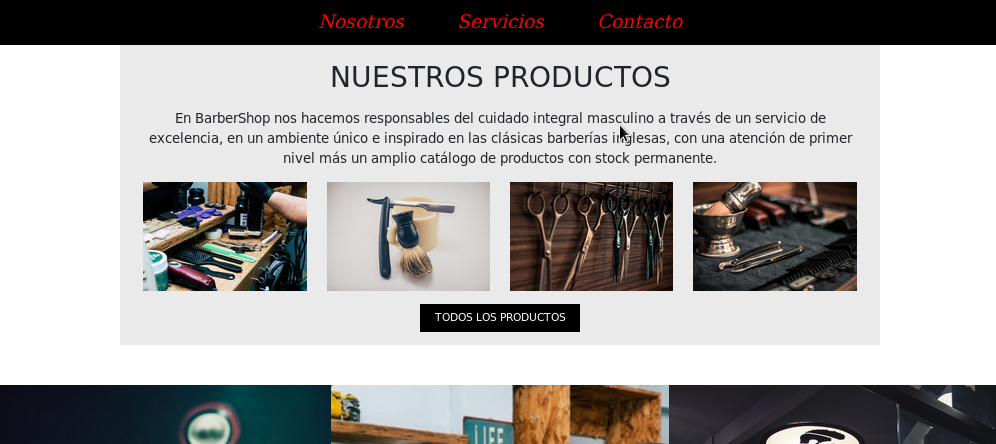 Nosotros Servicios Contacto
NUESTROS PRODUCTOS
En BarberShop nos hacemos responsables del cuidado integral masculino a través de un servicio de
excelencia, en un ambiente único e inspirado en las clásicas barberías inglesas, con una atención de primer
nivel más un amplio catálogo de productos con stock permanente.
TODOS LOS PRODUCTOS
LIFE